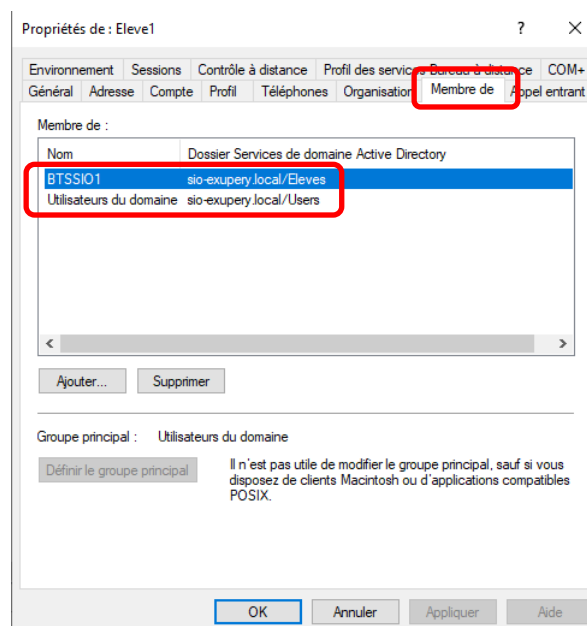 Propriétés de : Eleve1 ? ×
Environnement Sessions Contrôle à distance Profil des services Bureau à distance COM+
Général Adresse Compte Profil Téléphones Organisation Membre de Appel entrant
Membre de :
Nom Dossier Services de domaine Active Directory
BTSSIO1 sio-exupery.local/Eleves
Utilisateurs du domaine sio-exupery.local/Users
Ajouter... Supprimer
Groupe principal : Utilisateurs du domaine
Définir le groupe principal
Il n'est pas utile de modifier le groupe principal, sauf si vous
disposez de clients Macintosh ou d'applications compatibles
POSIX.
OK Annuler Appliquer Aide